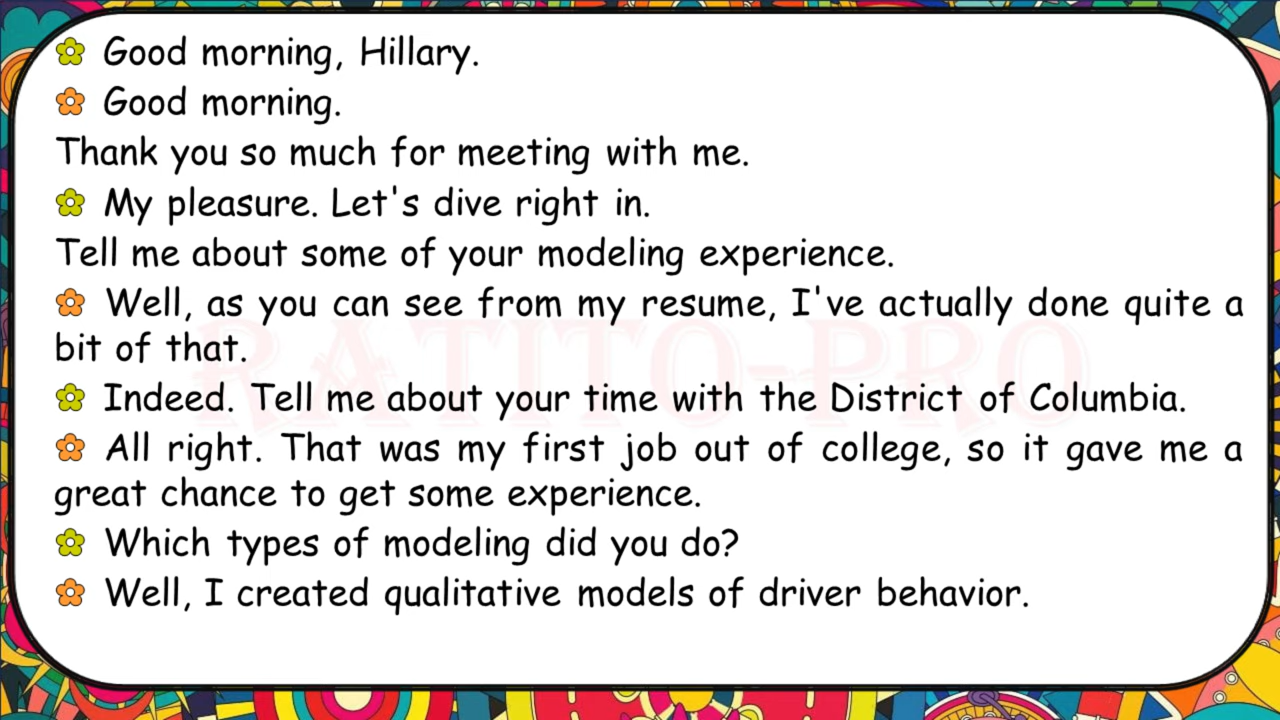 Good morning, Hillary.
Good morning.
Thank you so much for meeting with me.
My pleasure. Let's dive right in.
Tell me about some of your modeling experience.
Well, as you can see from my resume, I've actually done quite a
bit of that.
Indeed. Tell me about your time with the District of Columbia.
All right. That was my first job out of college, so it gave me a
great chance to get some experience.
Which types of modeling did you do?
Well, I created qualitative models of driver behavior.
RATITO-PRO